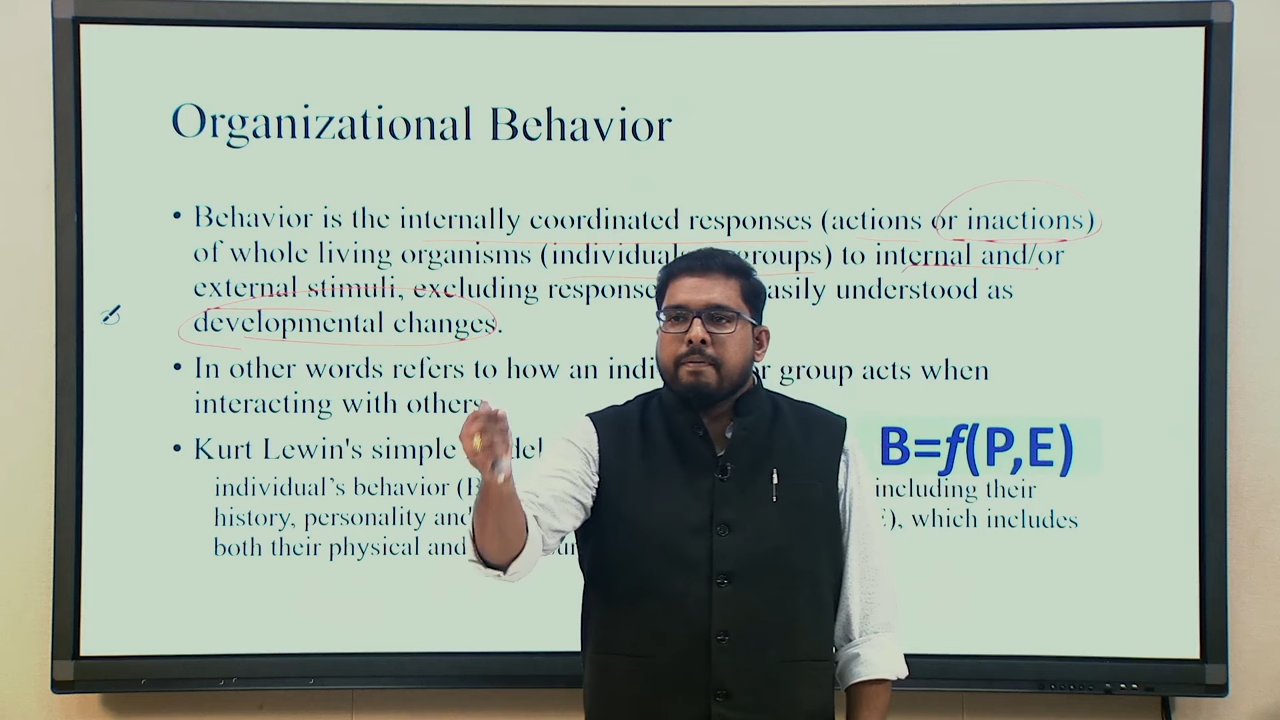 Organizational Behavior
• Behavior is the internally coordinated responses (actions or inactions)
of whole living organisms (individuals groups) to internal and/or
external stimuli, excluding easily understood as
developmental changes.
• In other words refers to how an group acts when
interacting with others
• Kurt Lewin's simple
B=f(P,E)
individual's behavior including their
history, personality and which includes
both their physical and